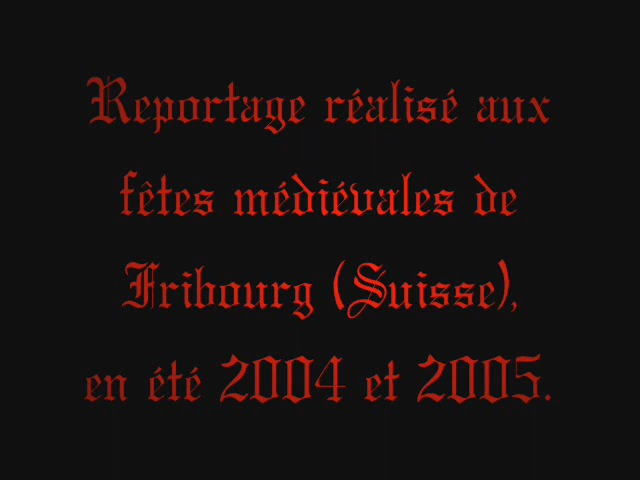 Reportage réalisé aux
fêtes médiévales de
Fribourg (Suisse),
en été 2004 et 2005.